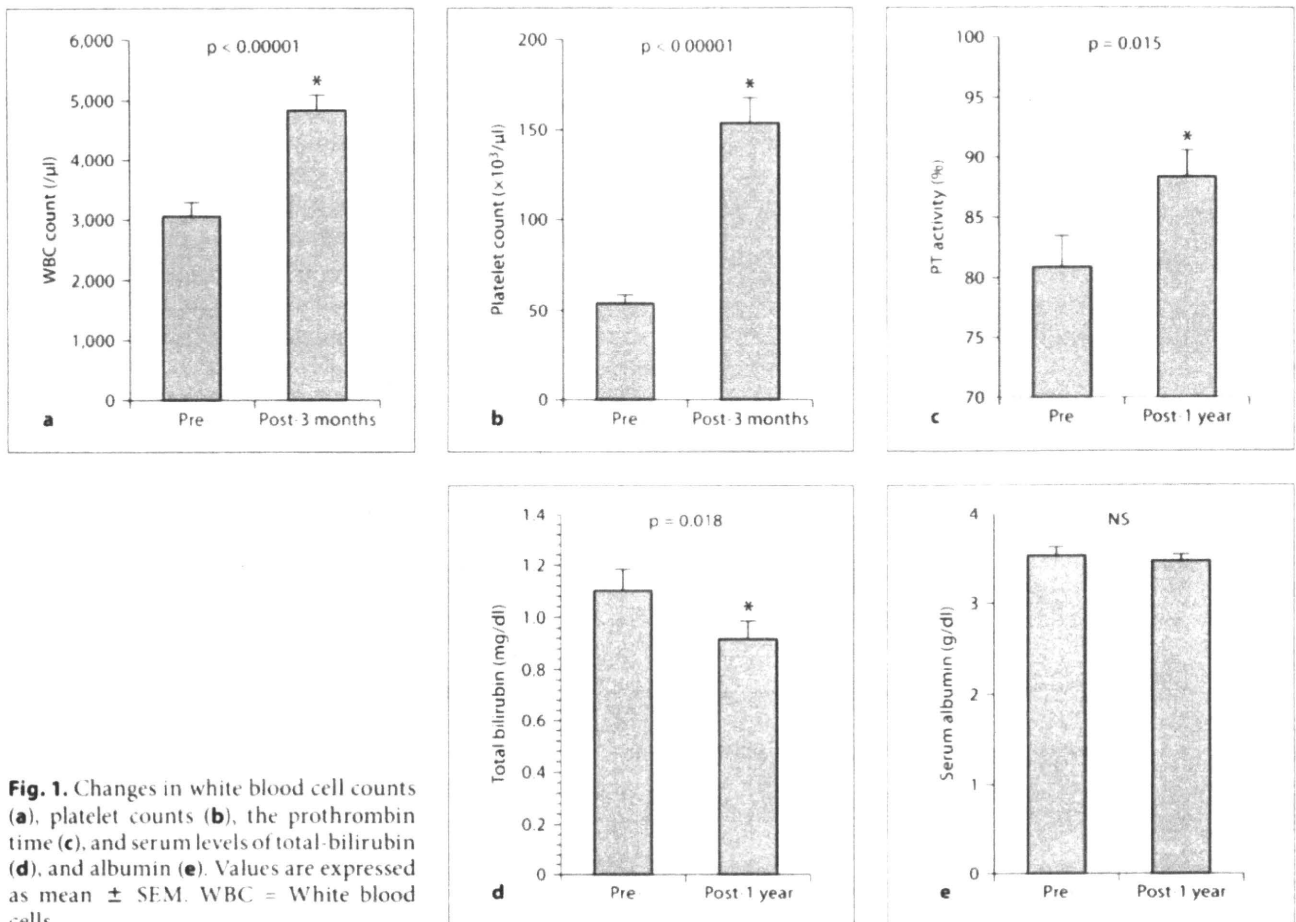 p < 0.00001
6,000
5,000
4,000
3,000
2,000
1,000
0
WBC count (/μl)
*
Pre
Post-3 months
a
p < 0.00001
200
150
100
50
0
Platelet count (× 10³/μl)
*
Pre
Post-3 months
b
p = 0.015
100
95
90
85
80
75
70
PT activity (%)
*
Pre
Post-1 year
c
p = 0.018
1.4
1.2
1.0
0.8
0.6
0.4
0.2
0
Total bilirubin (mg/dl)
*
Pre
Post 1 year
d
NS
4
3
2
1
0
Serum albumin (g/dl)
Pre
Post 1 year
e
Fig. 1. Changes in white blood cell counts
(a), platelet counts (b), the prothrombin
time (c), and serum levels of total-bilirubin
(d), and albumin (e). Values are expressed
as mean ± SEM. WBC = White blood
cells.